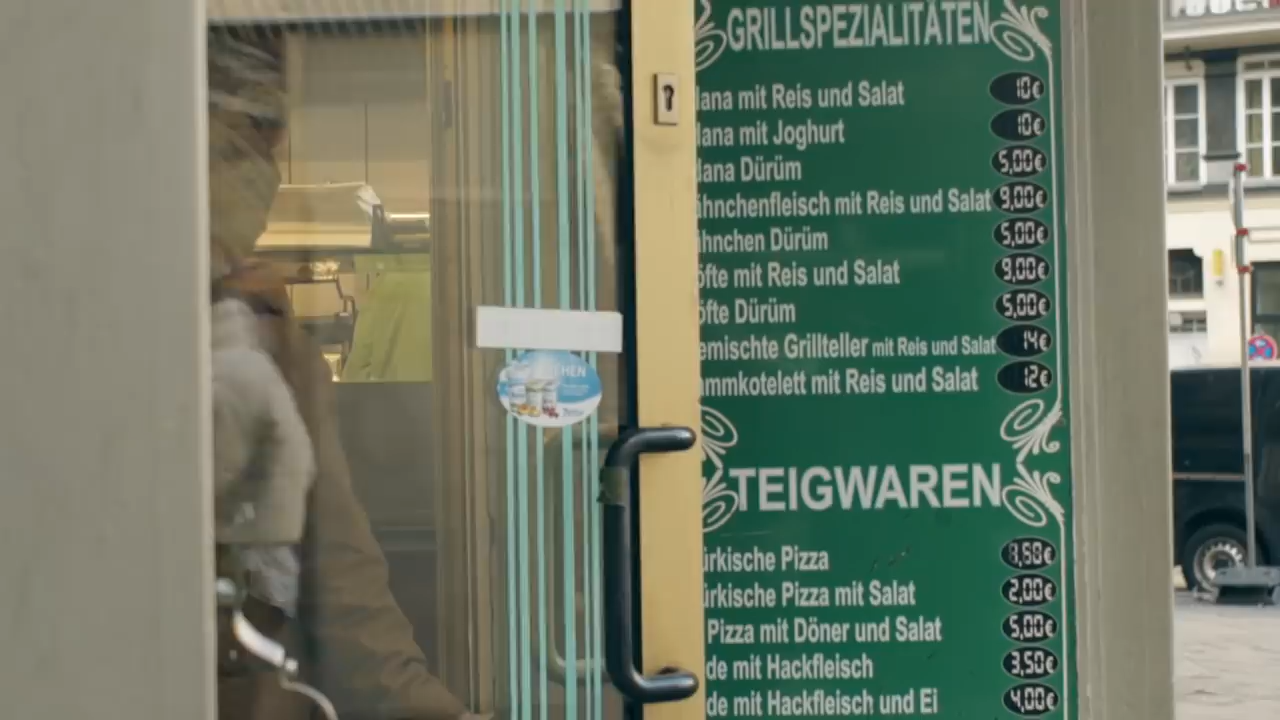 GRILLSPEZIALITÄTEN
lana mit Reis und Salat 10€
lana mit Joghurt 10€
lana Dürüm 5,00€
ähnchenfleisch mit Reis und Salat 9,00€
ihnchen Dürüm 5,00€
öfte mit Reis und Salat 9,00€
öfte Dürüm 5,00€
emischte Grillteller mit Reis und Salat 14€
ammkotelett mit Reis und Salat 12€
TEIGWAREN
ürkische Pizza
ürkische Pizza mit Salat 2,00€
Pizza mit Döner und Salat 5,00€
de mit Hackfleisch 3,50€
de mit Hackfleisch und Ei 4,00€